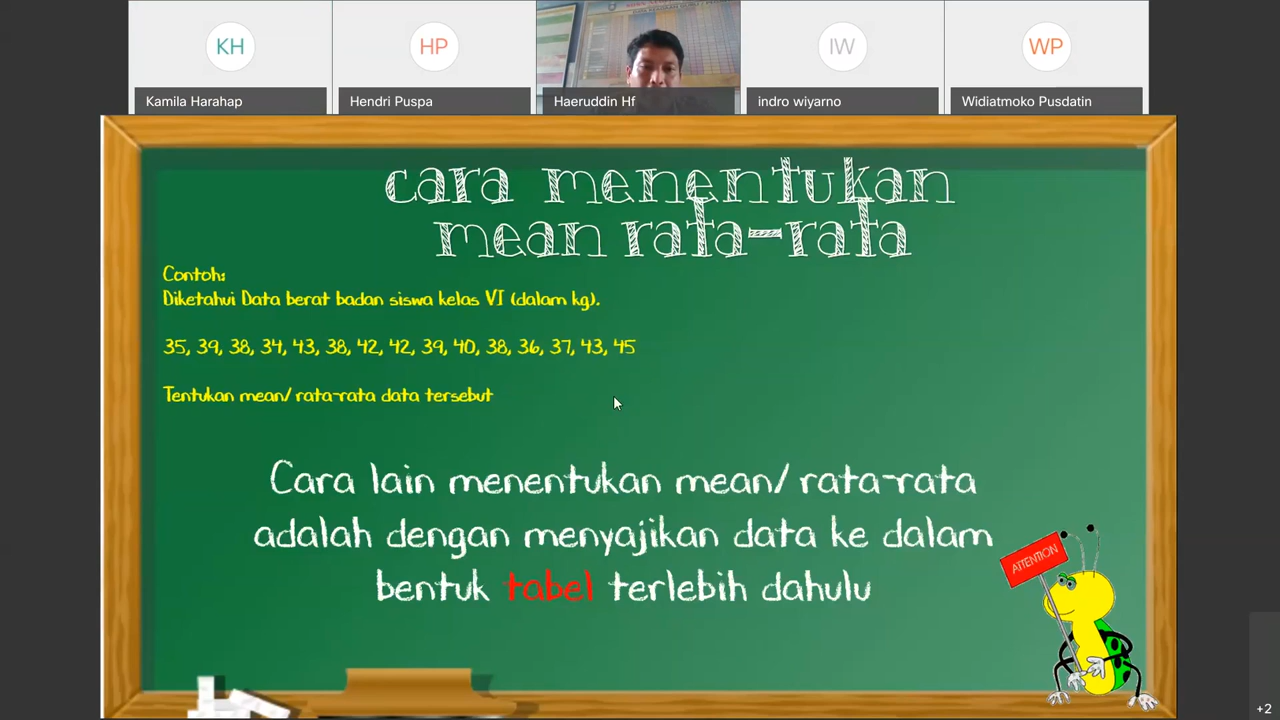 KH
HP
IW
WP
Kamila Harahap
Hendri Puspa
Haeruddin Hf
indro wiyarno
Widiatmoko Pusdatin
cara menentukan
mean rata-rata
Contoh:
Diketahui Data berat badan siswa kelas VI (dalam kg).
35, 39, 38, 34, 43, 38, 42, 42, 39, 40, 38, 36, 37, 43, 45
Tentukan mean/ rata-rata data tersebut
Cara lain menentukan mean/ rata-rata
adalah dengan menyajikan data ke dalam
bentuk tabel terlebih dahulu
ATTENTION
+2